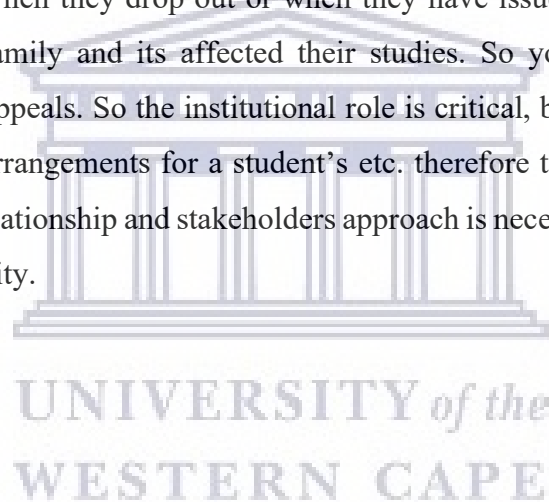 when they drop out or when they have issu
amily and its affected their studies. So yo
ppeals. So the institutional role is critical, b
rrangements for a student's etc. therefore t
lationship and stakeholders approach is nece
ity.
UNIVERSITY of the
WESTERN CAPE